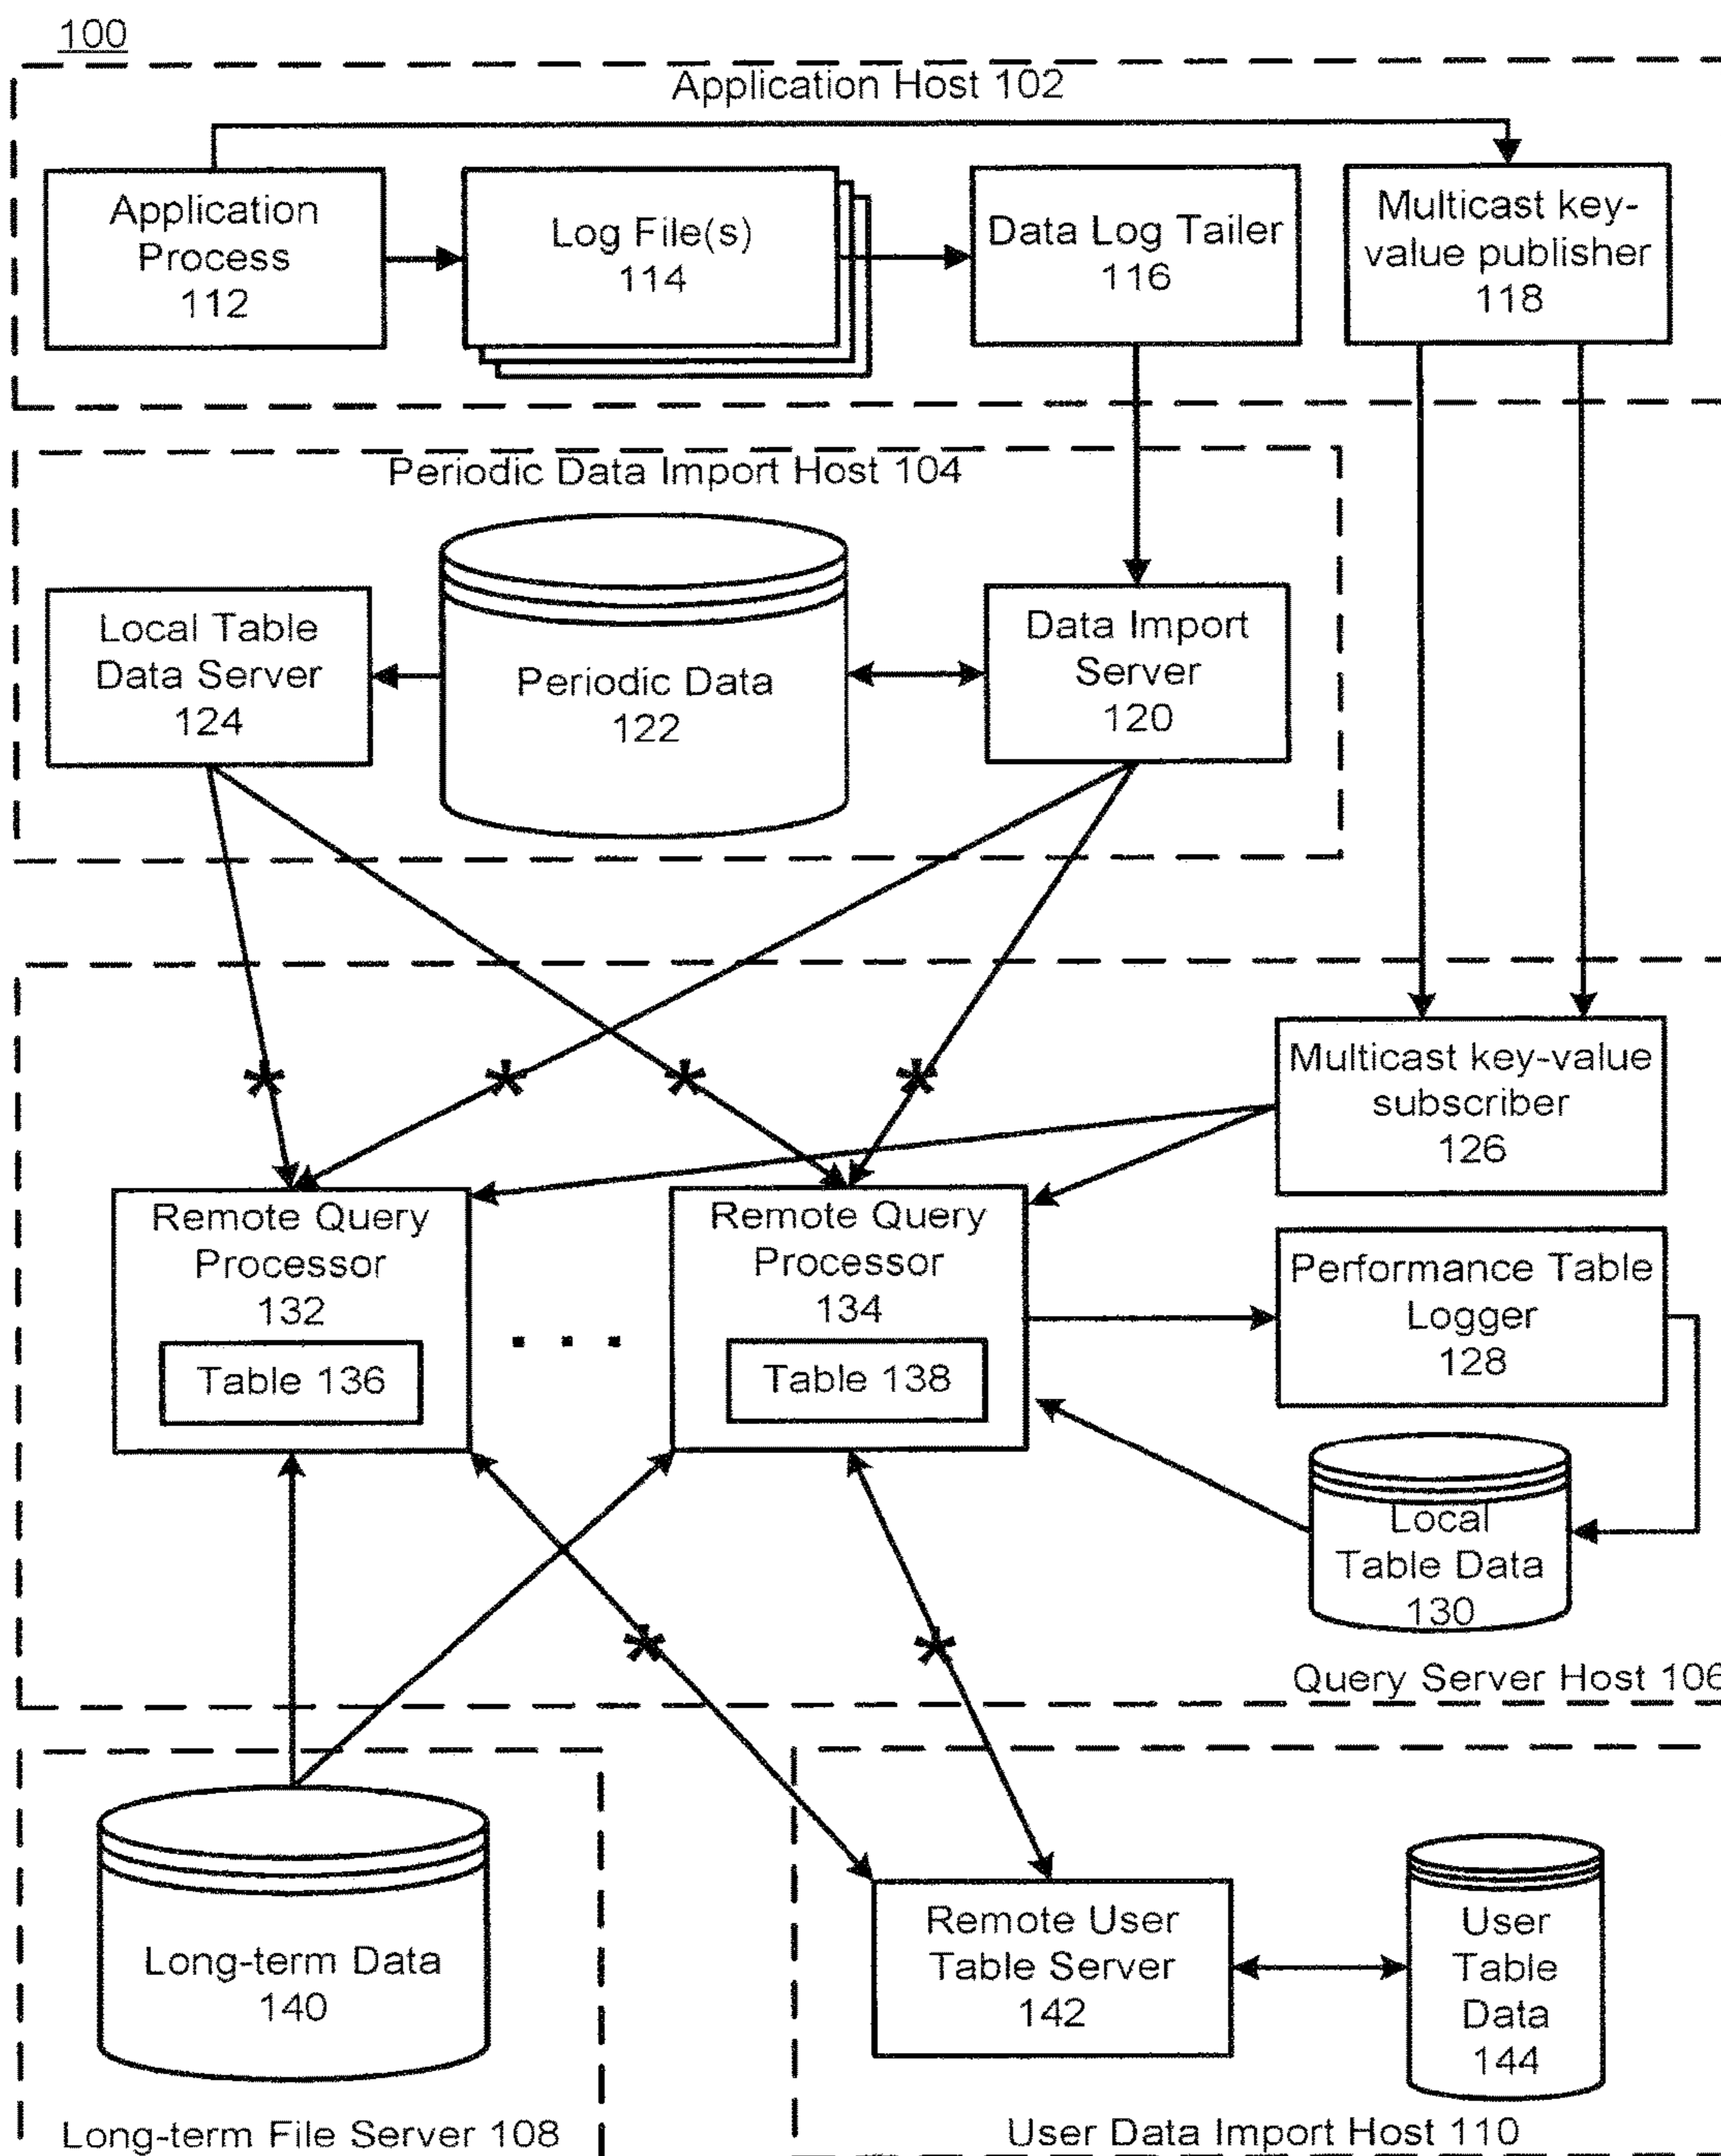 100
Application Host 102
Application
Process
112
Log File(s)
114
Data Log Tailer
116
Multicast key-
value publisher
118
Periodic Data Import Host 104
Local Table
Data Server
124
Periodic Data
122
Data Import
Server
120
Multicast key-value
subscriber
126
Remote Query
Processor
132
Table 136
. . .
Remote Query
Processor
134
Table 138
Performance Table
Logger
128
Local
Table Data
130
Query Server Host 106
Long-term Data
140
Long-term File Server 108
Remote User
Table Server
142
User
Table
Data
144
User Data Import Host 110